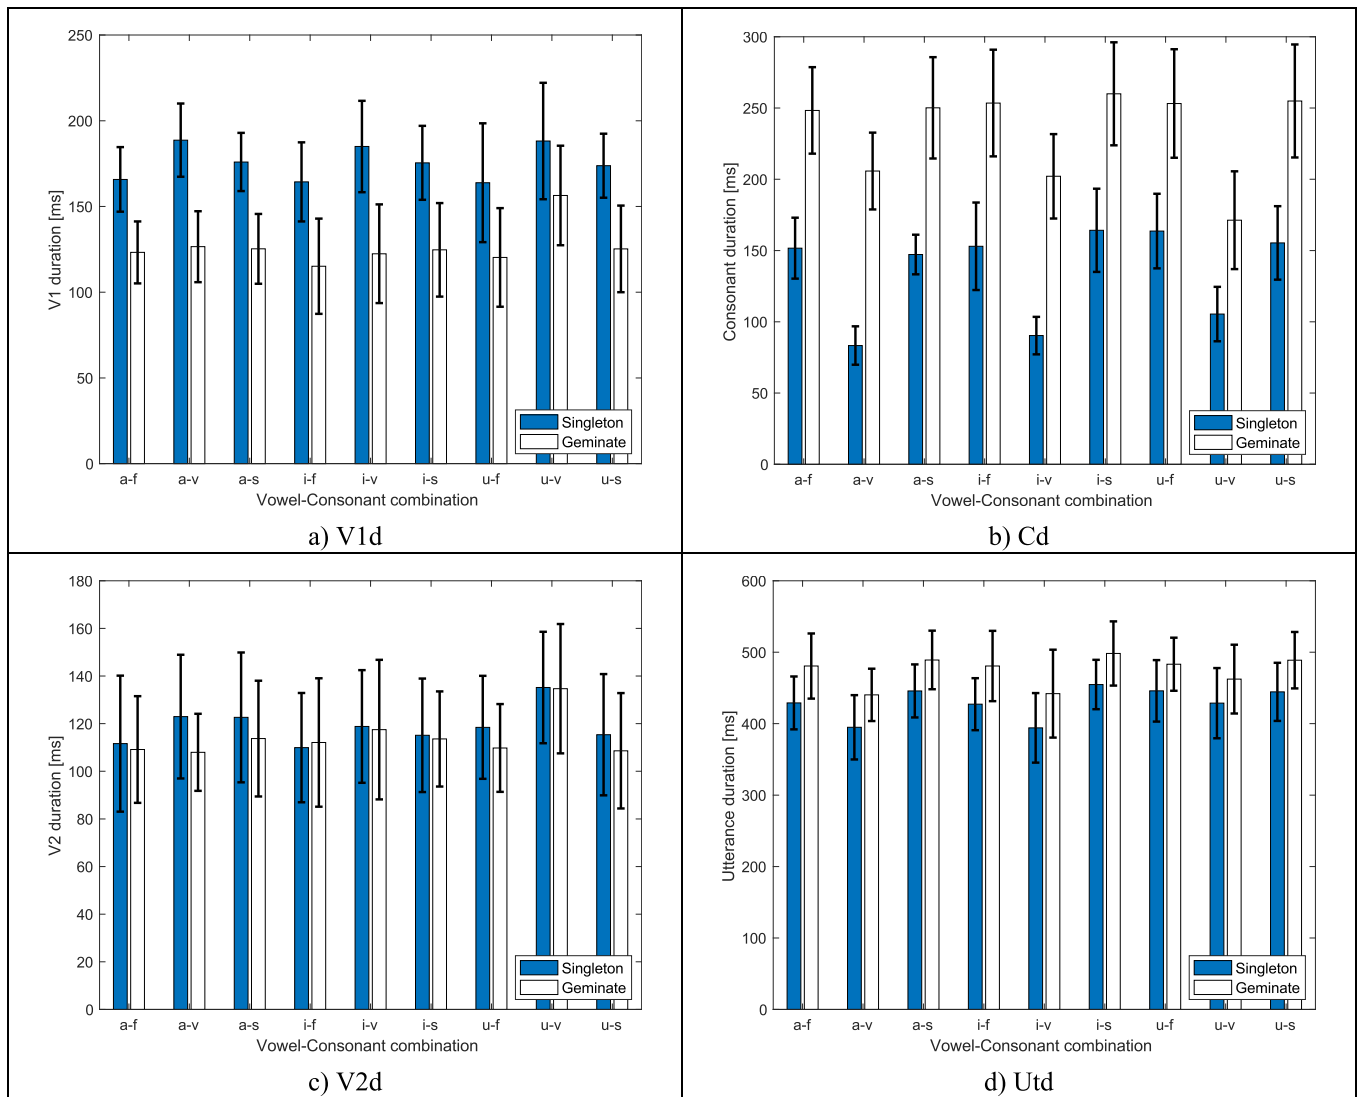 250
200
150
100
50
0
V1 duration [ms]
a-f a-v a-s i-f i-v i-s u-f u-v u-s
Vowel-Consonant combination
Singleton
Geminate
a) V1d
300
250
200
150
100
50
0
Consonant duration [ms]
a-f a-v a-s i-f i-v i-s u-f u-v u-s
Vowel-Consonant combination
Singleton
Geminate
b) Cd
180
160
140
120
100
80
60
40
20
0
V2 duration [ms]
a-f a-v a-s i-f i-v i-s u-f u-v u-s
Vowel-Consonant combination
Singleton
Geminate
c) V2d
600
500
400
300
200
100
0
Utterance duration [ms]
a-f a-v a-s i-f i-v i-s u-f u-v u-s
Vowel-Consonant combination
Singleton
Geminate
d) Utd